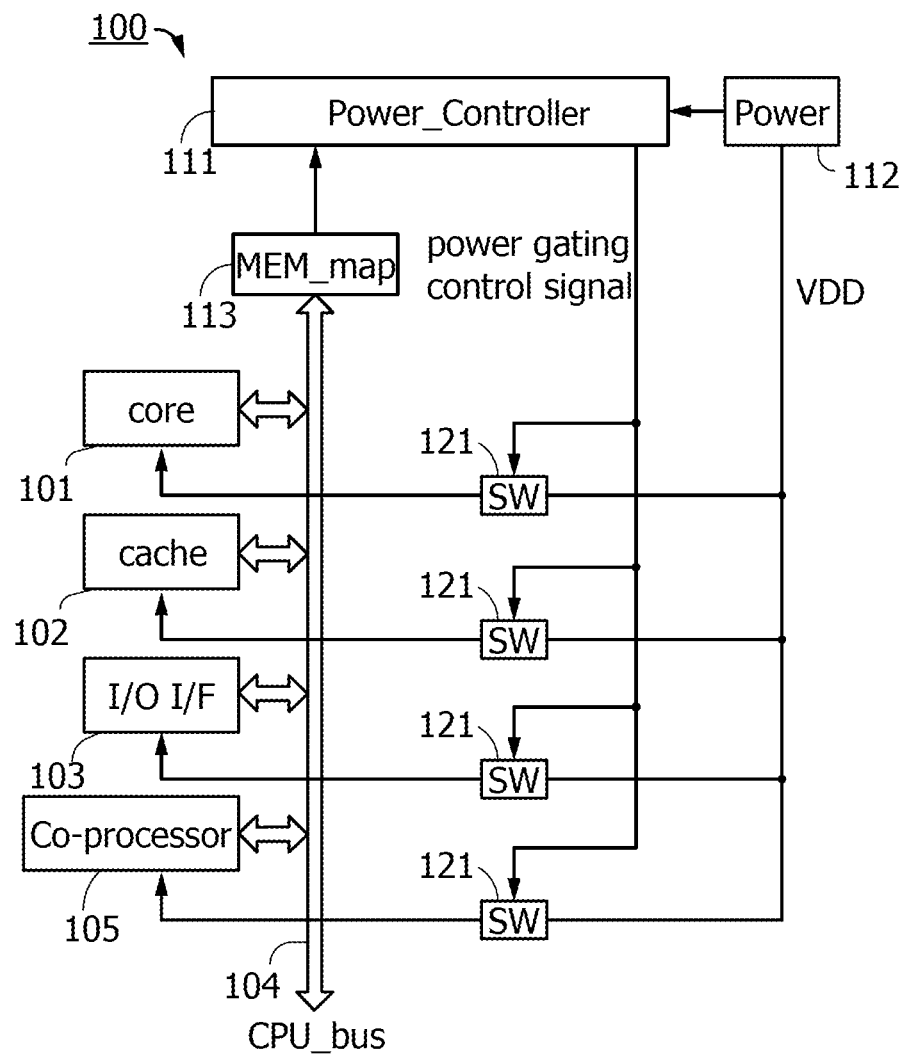 100
Power_Controller
Power
111
112
MEM_map
113
power gating
control signal
VDD
core
101
121
SW
cache
102
121
SW
I/O I/F
103
121
SW
Co-processor
105
121
SW
104
CPU_bus